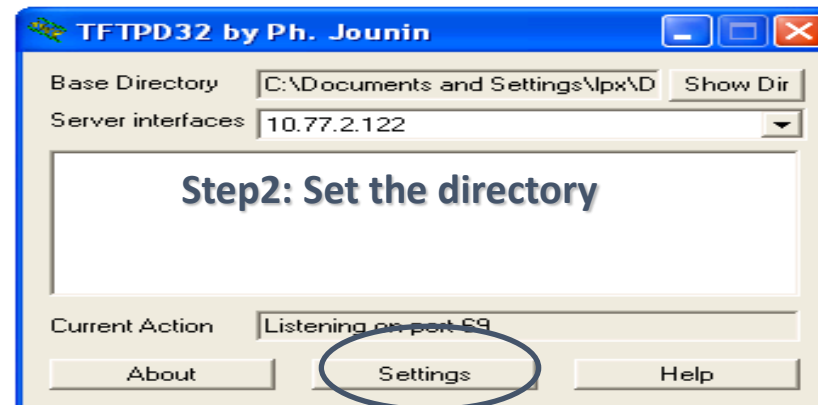 TFTPD32 by Ph. Jounin
Base Directory C:\Documents and Settings\lpx\D Show Dir
Server interfaces 10.77.2.122
Step2: Set the directory
Current Action Listening on port 69
About Settings Help